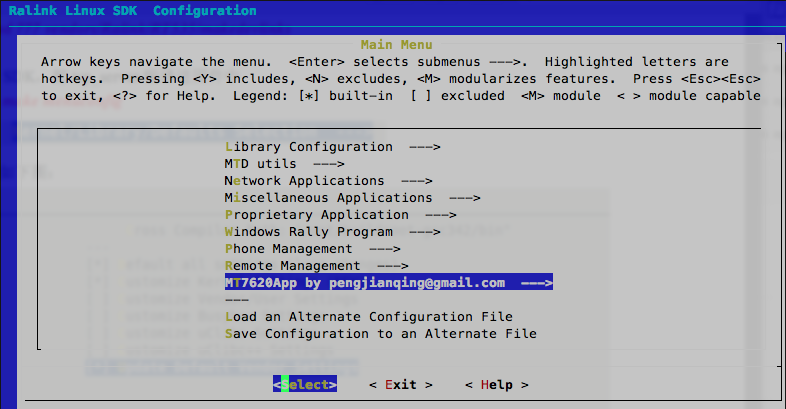 Ralink Linux SDK  Configuration
Main Menu
Arrow keys navigate the menu.  <Enter> selects submenus --->.  Highlighted letters are
hotkeys.  Pressing <Y> includes, <N> excludes, <M> modularizes features.  Press <Esc><Esc>
to exit, <?> for Help.  Legend: [*] built-in  [ ] excluded  <M> module  < > module capable
Library Configuration  --->
MTD utils  --->
Network Applications  --->
Miscellaneous Applications  --->
Proprietary Application  --->
Windows Rally Program  --->
Phone Management  --->
Remote Management  --->
MT7620App by pengjianqing@gmail.com  --->
---
Load an Alternate Configuration File
Save Configuration to an Alternate File
<Select>    < Exit >    < Help >